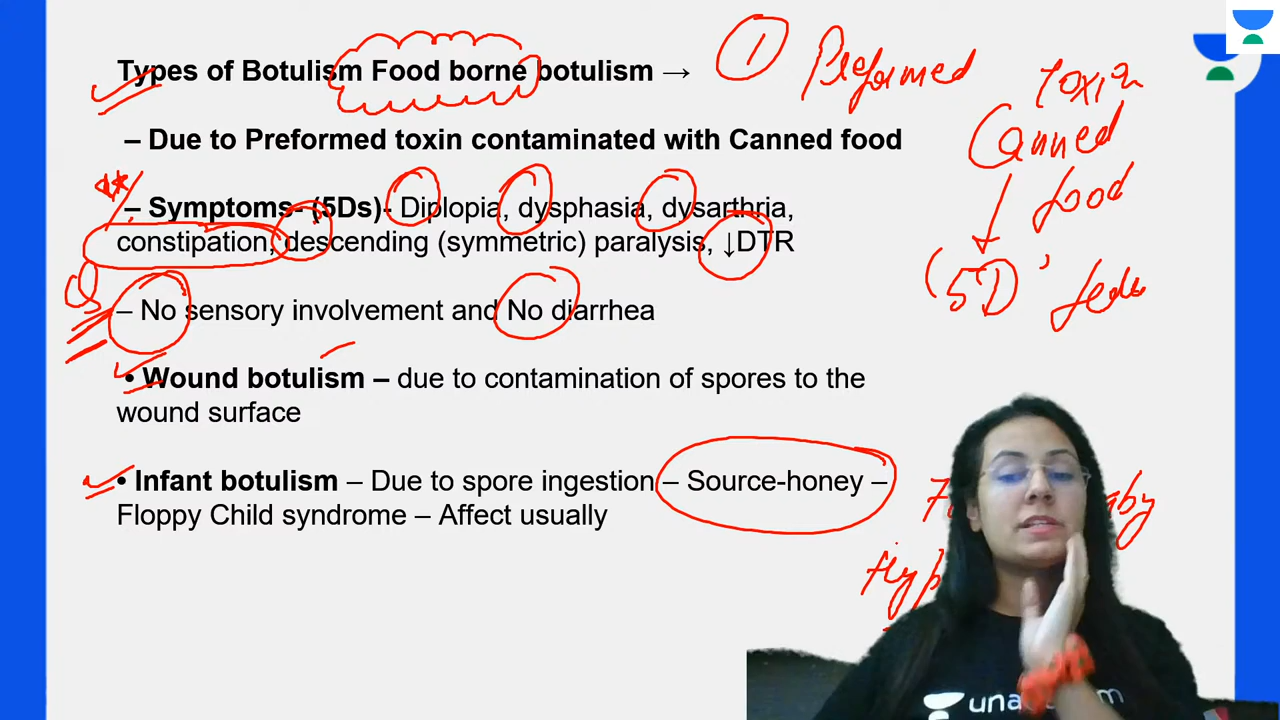 Types of Botulism Food borne botulism →
– Due to Preformed toxin contaminated with Canned food
– Symptoms- (5Ds)- Diplopia, dysphasia, dysarthria,
constipation, descending (symmetric) paralysis, ↓DTR
– No sensory involvement and No diarrhea
• Wound botulism – due to contamination of spores to the
wound surface
• Infant botulism – Due to spore ingestion – Source-honey –
Floppy Child syndrome – Affect usually
1 Preformed
toxin
Canned
food
(5D)